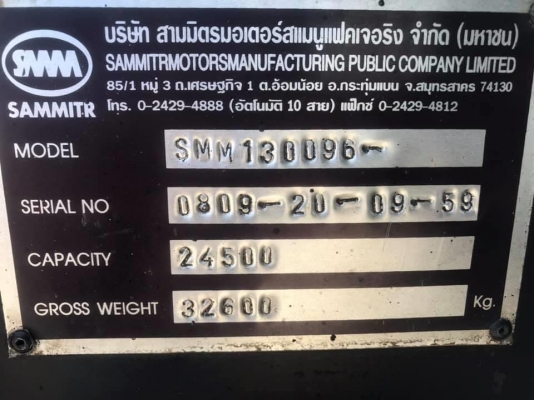 บริษัท สามมิตรมอเตอร์สแมนูแฟคเจอริง จำกัด (มหาชน)
SAMMITRMOTORSMANUFACTURING PUBLIC COMPANY LIMITED
85/1 หมู่ 3 ถ.เศรษฐกิจ 1 ต.อ้อมน้อย อ.กระทุ่มแบน จ.สมุทรสาคร 74130
โทร. 0-2429-4888 (อัตโนมัติ 10 สาย) แฟ็กซ์ 0-2429-4812
SMM
SAMMITR
MODEL SMM130096-
SERIAL NO 0809-20-09-59
CAPACITY 24500
GROSS WEIGHT 32600 Kg.